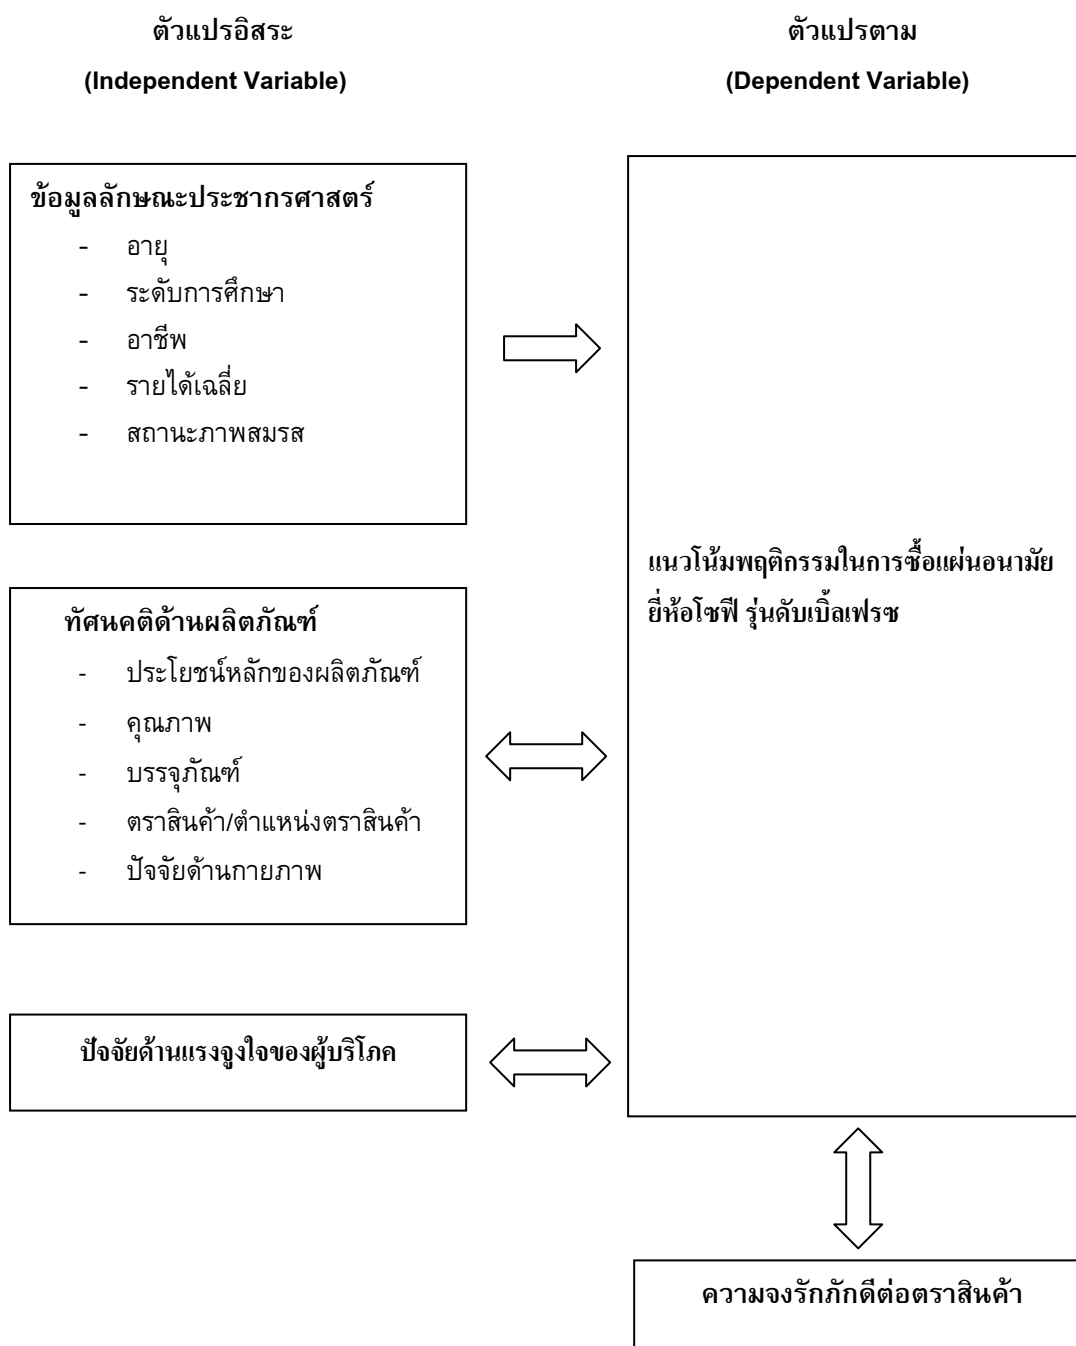 ตัวแปรอิสระ
(Independent Variable)
ตัวแปรตาม
(Dependent Variable)
ข้อมูลลักษณะประชากรศาสตร์
- อายุ
- ระดับการศึกษา
- อาชีพ
- รายได้เฉลี่ย
- สถานะภาพสมรส
ทัศนคติด้านผลิตภัณฑ์
- ประโยชน์หลักของผลิตภัณฑ์
- คุณภาพ
- บรรจุภัณฑ์
- ตราสินค้า/ตำแหน่งตราสินค้า
- ปัจจัยด้านกายภาพ
ปัจจัยด้านแรงจูงใจของผู้บริโภค
แนวโน้มพฤติกรรมในการซื้อแผ่นอนามัย
ยี่ห้อโซฟี รุ่นดับเบิ้ลเฟรช
ความจงรักภักดีต่อตราสินค้า